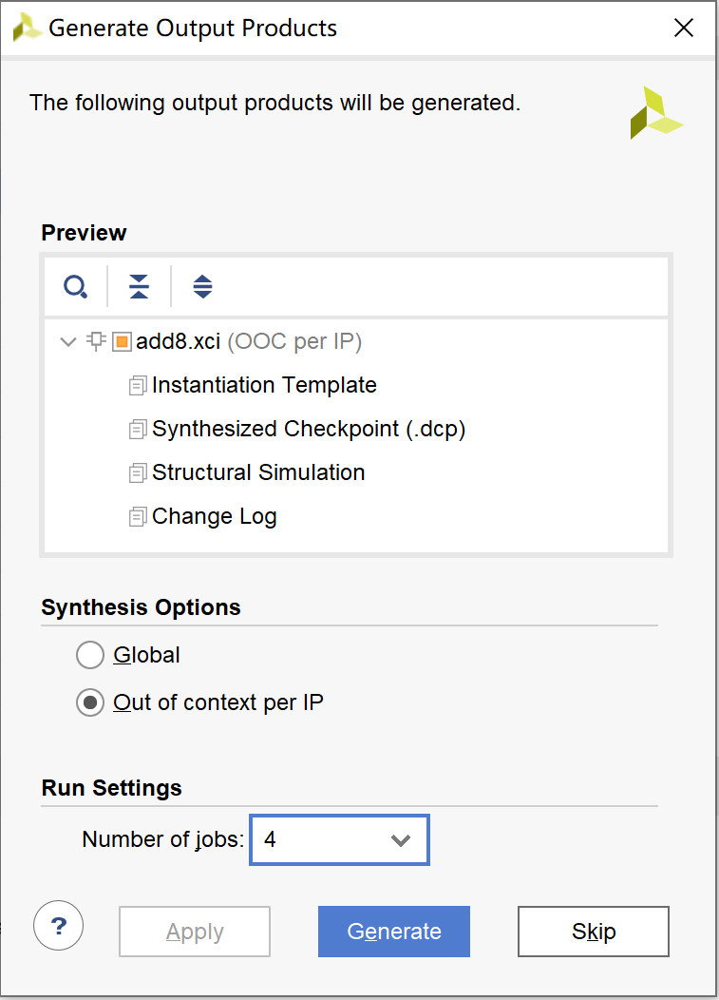 Generate Output Products
The following output products will be generated.
Preview
add8.xci (OOC per IP)
Instantiation Template
Synthesized Checkpoint (.dcp)
Structural Simulation
Change Log
Synthesis Options
Global
Out of context per IP
Run Settings
Number of jobs: 4
? Apply Generate Skip